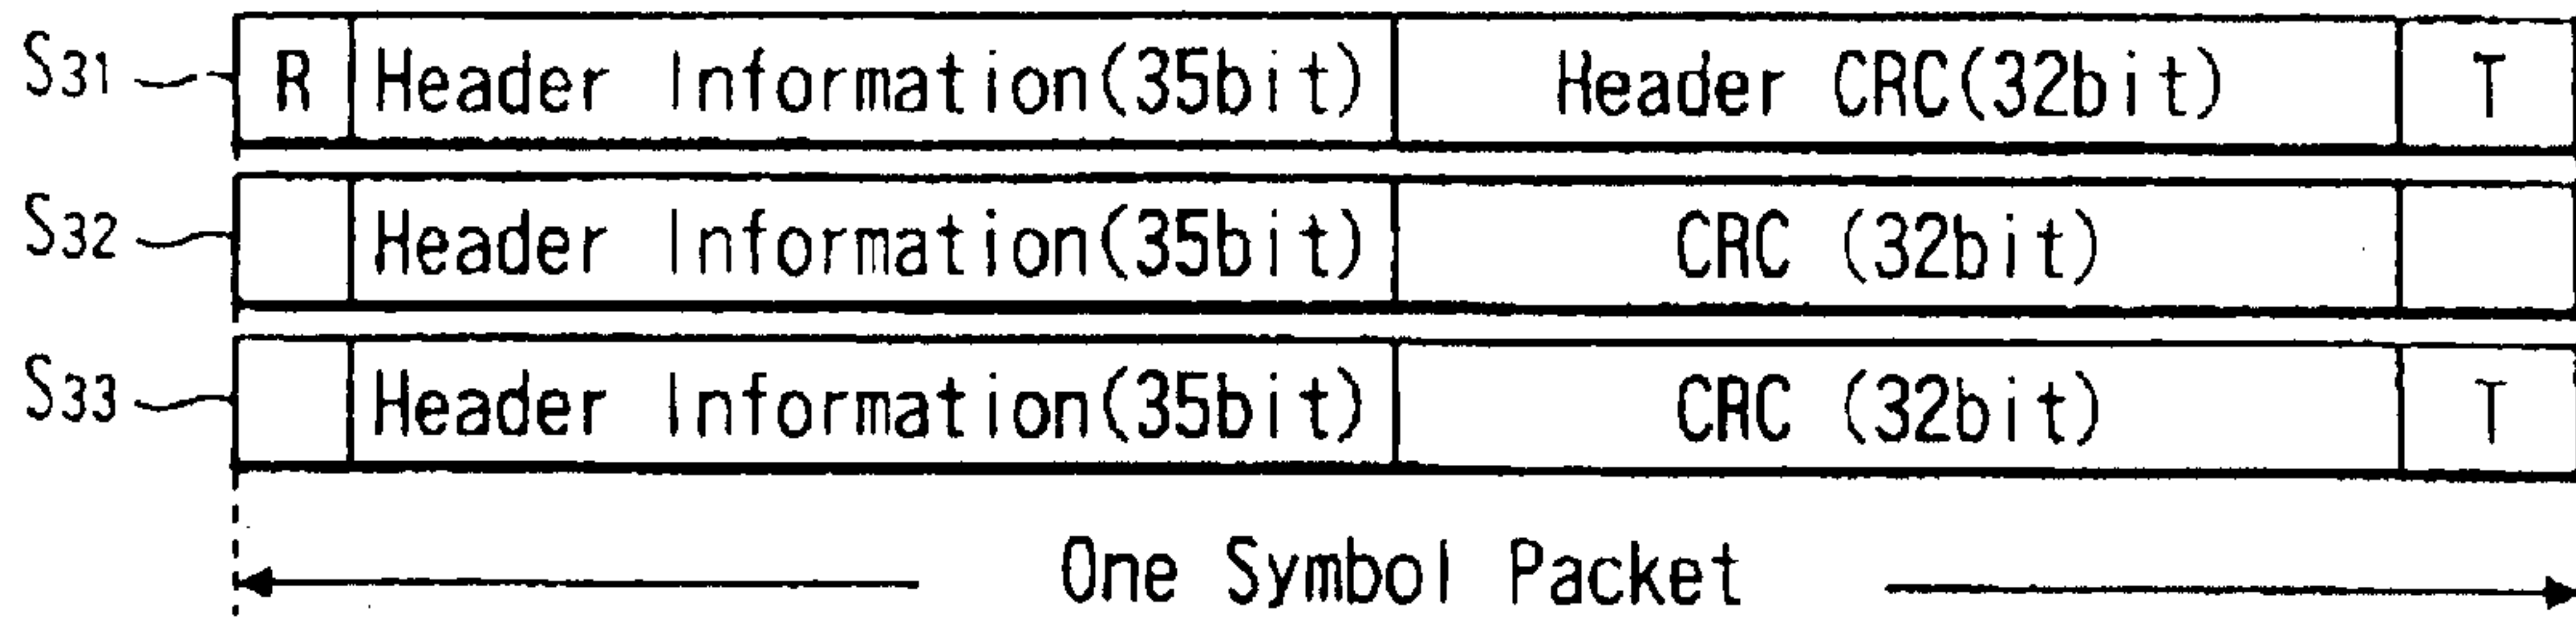 S31 R Header Information(35bit) Header CRC(32bit) T
S32 Header Information(35bit) CRC (32bit)
S33 Header Information(35bit) CRC (32bit) T
One Symbol Packet